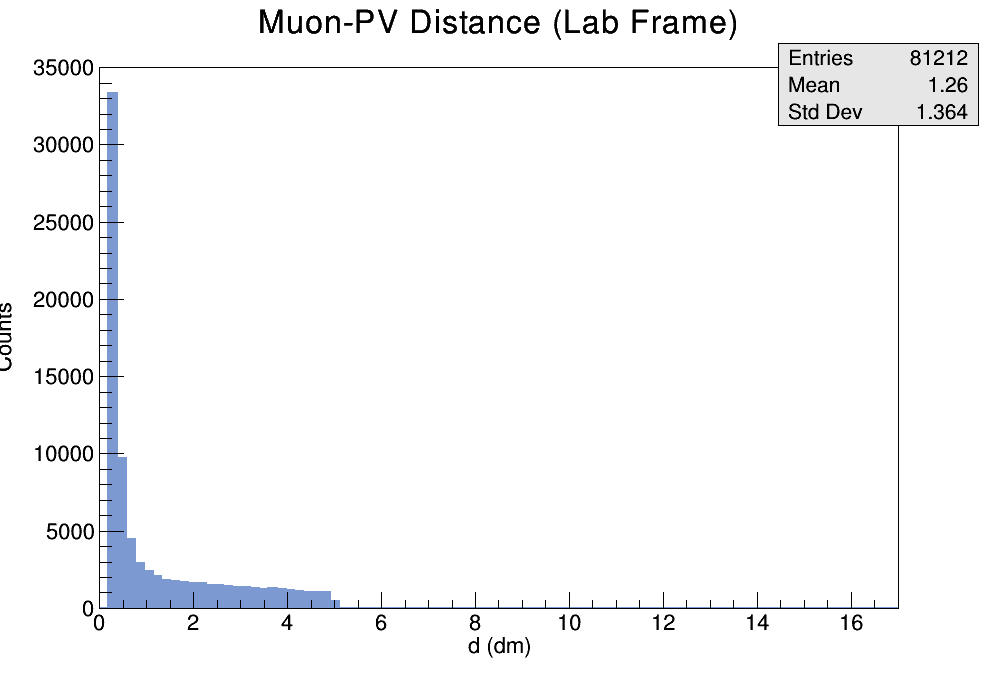 Muon-PV Distance (Lab Frame)
Entries 81212
Mean 1.26
Std Dev 1.364
35000
30000
25000
20000
15000
10000
5000
0
Counts
0 2 4 6 8 10 12 14 16
d (dm)